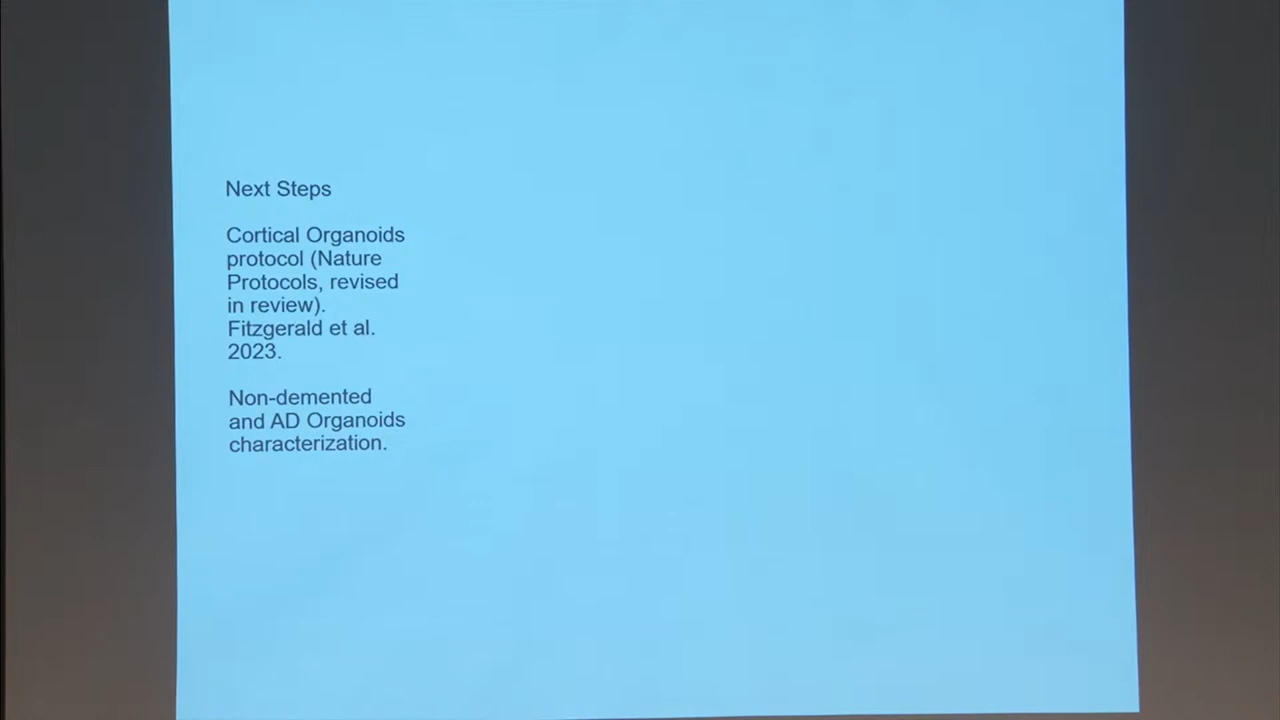 Next Steps
Cortical Organoids
protocol (Nature
Protocols, revised
in review).
Fitzgerald et al.
2023.
Non-demented
and AD Organoids
characterization.